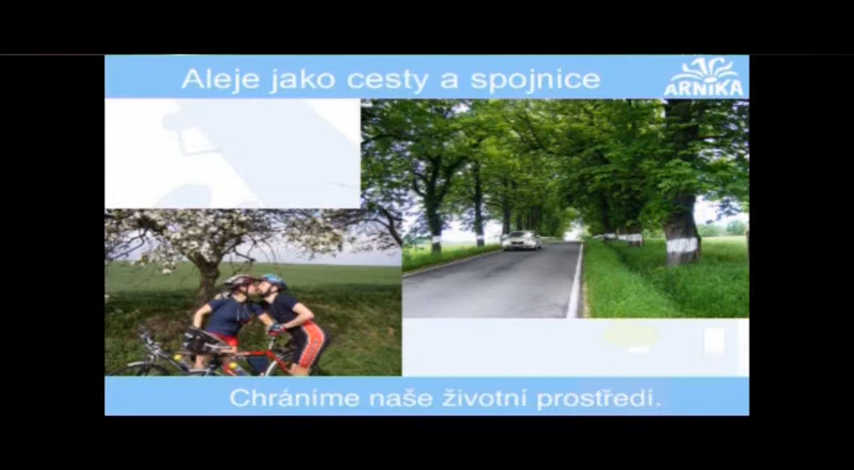 Aleje jako cesty a spojnice
ARNIKA
Chráníme naše životní prostředí.